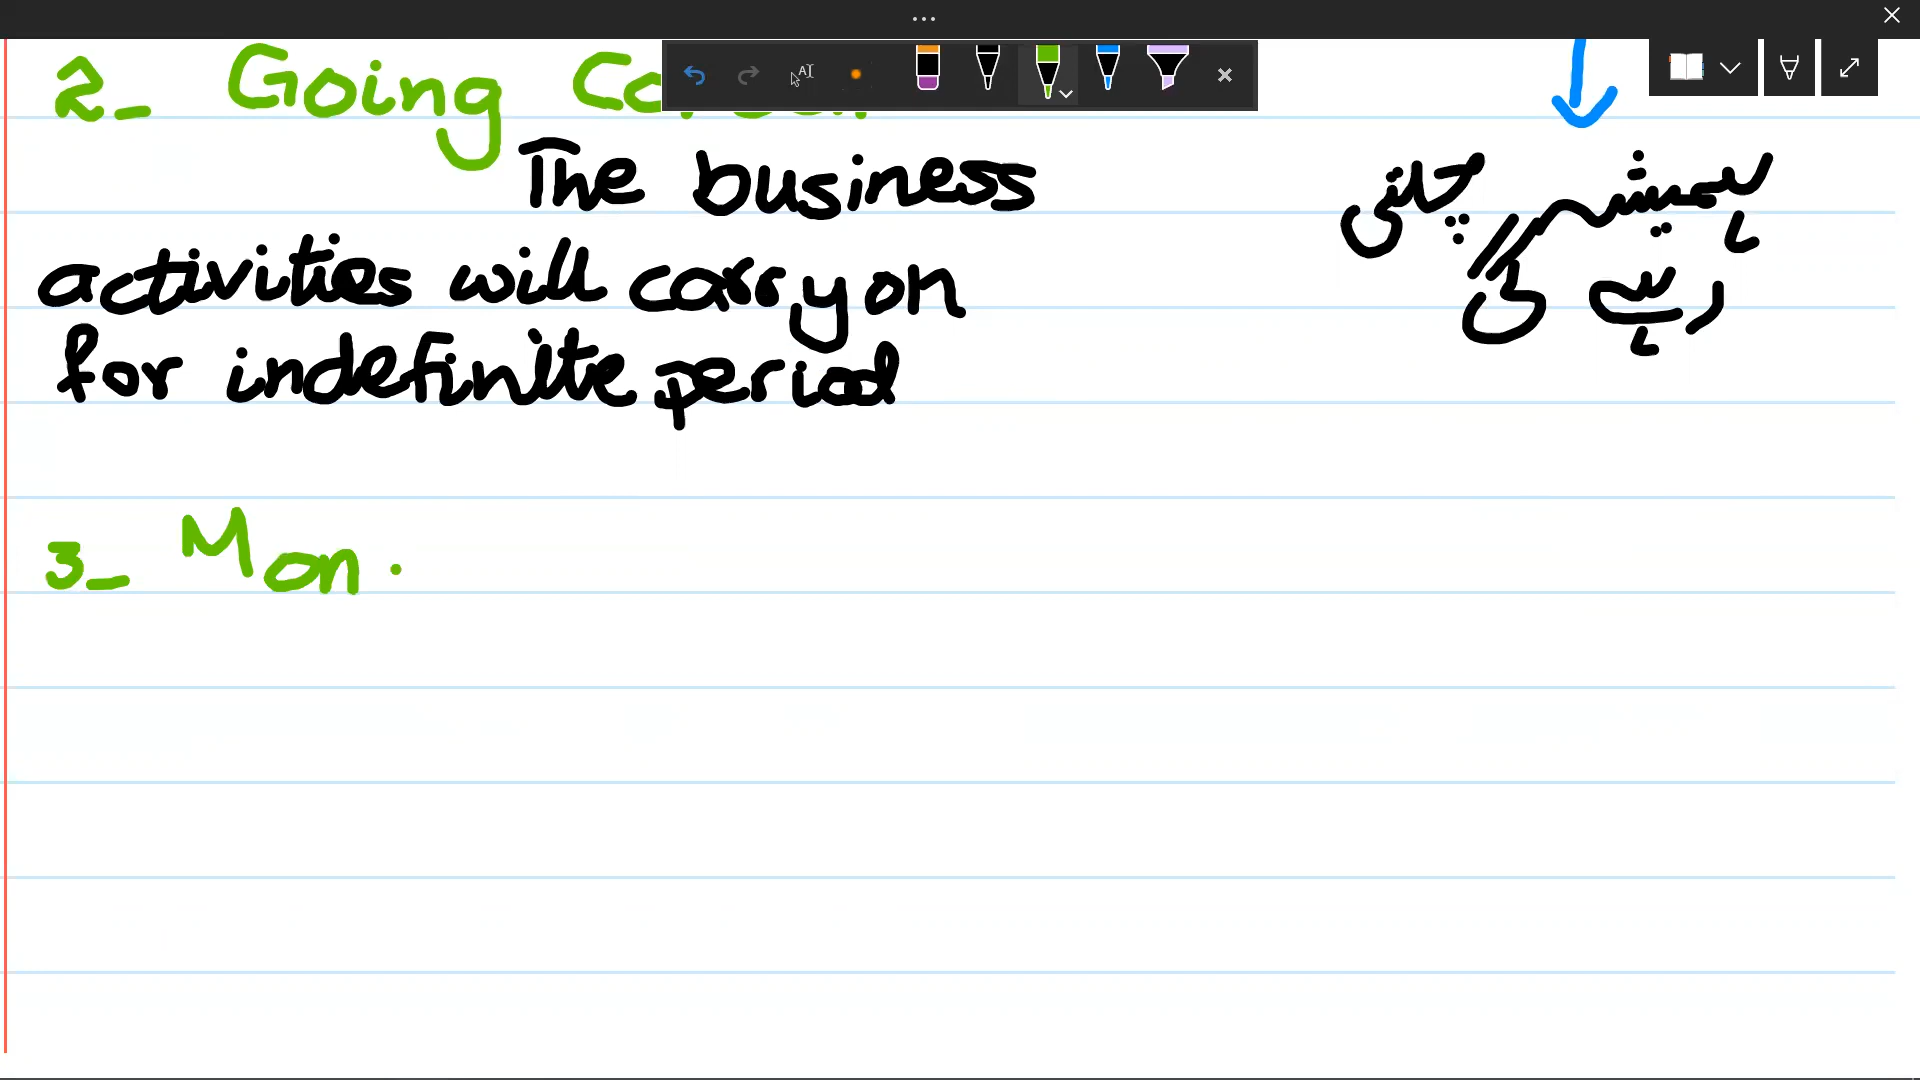 2_ Going
The business
activities will carry on
for indefinite period
ہمیشہ چلتی
رہے گی
3_ Mon